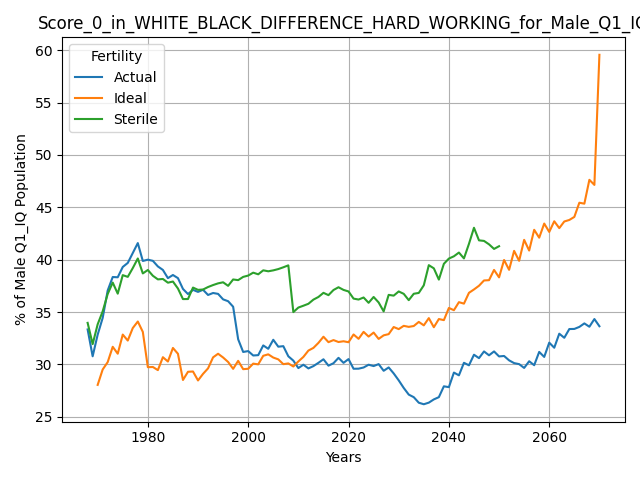 Score_0_in_WHITE_BLACK_DIFFERENCE_HARD_WORKING_for_Male_Q1_IQ
Fertility
Actual
Ideal
Sterile
60
55
50
45
40
35
30
25
% of Male Q1_IQ Population
1980 2000 2020 2040 2060
Years